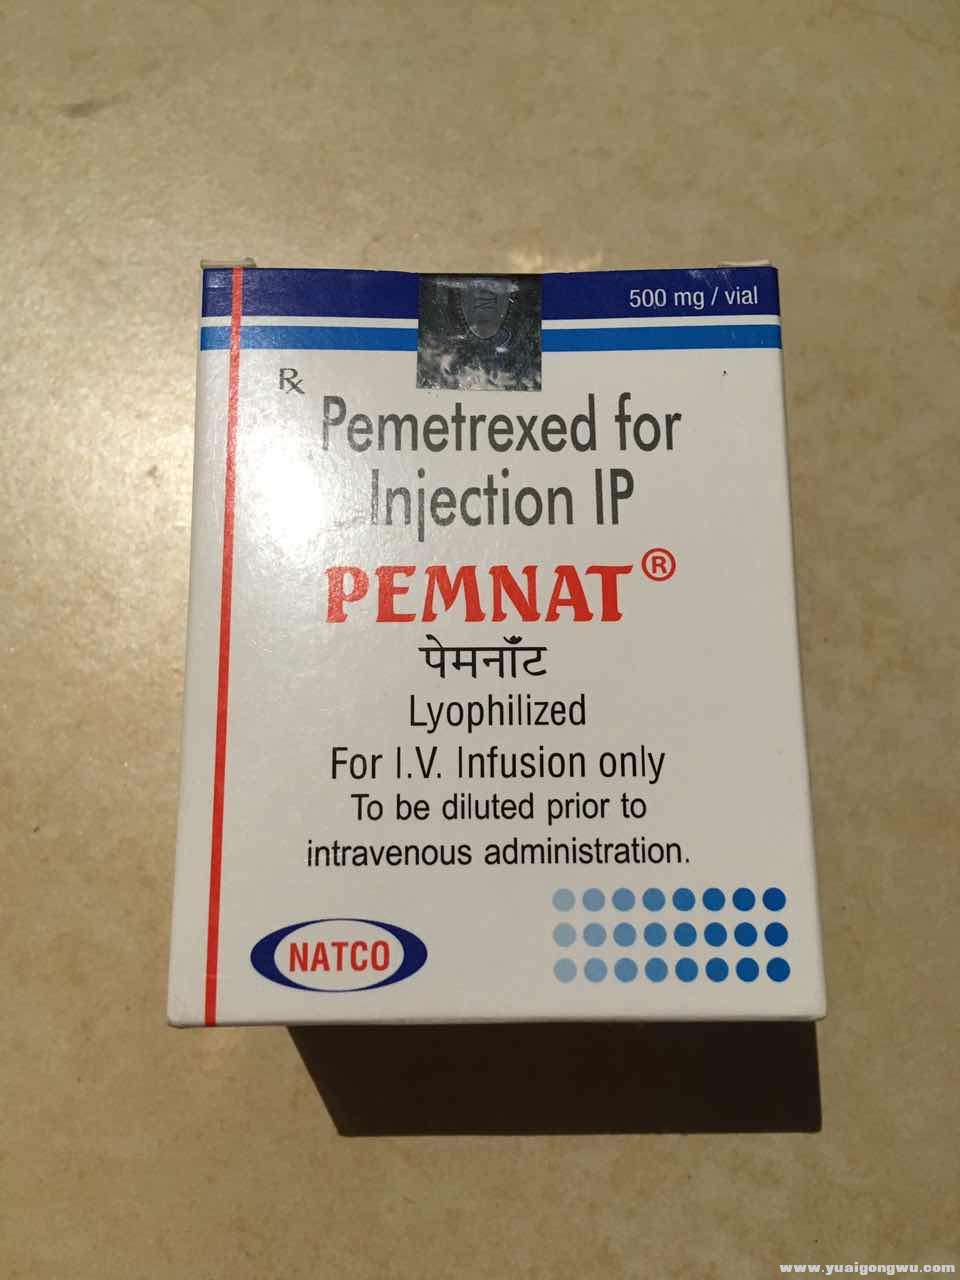 500 mg / vial
Rx
Pemetrexed for
Injection IP
PEMNAT®
पेमनॉंट
Lyophilized
For I.V. Infusion only
To be diluted prior to
intravenous administration.
NATCO
www.yuaigongwu.com